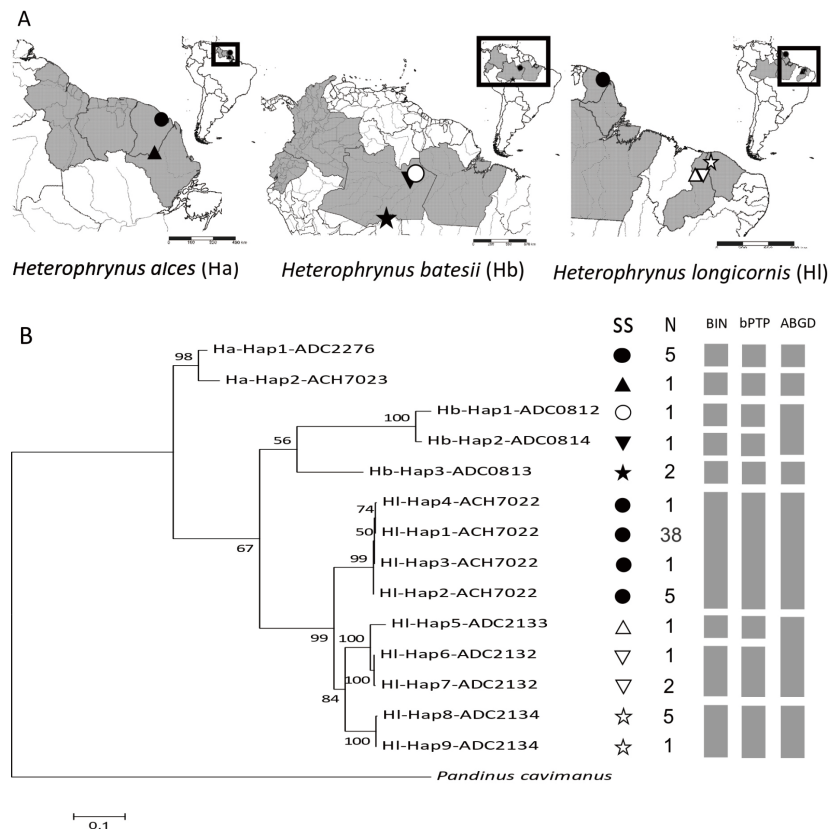 A
Heterophrynus alces (Ha)
Heterophrynus batesii (Hb)
Heterophrynus longicornis (Hl)
B
SS N BIN bPTP ABGD
98
Ha-Hap1-ADC2276 5
Ha-Hap2-ACH7023 1
100
Hb-Hap1-ADC0812 1
Hb-Hap2-ADC0814 1
56
Hb-Hap3-ADC0813 2
67
74
Hl-Hap4-ACH7022 1
50
Hl-Hap1-ACH7022 38
99
Hl-Hap3-ACH7022 1
Hl-Hap2-ACH7022 5
99
100
Hl-Hap5-ADC2133 1
Hl-Hap6-ADC2132 1
100
Hl-Hap7-ADC2132 2
84
Hl-Hap8-ADC2134 5
100
Hl-Hap9-ADC2134 1
Pandinus cavimanus
0.1